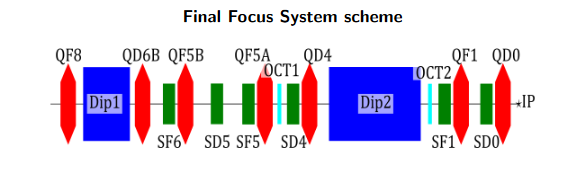 Final Focus System scheme
QF8 QD6B QF5B QF5A QD4 QF1 QD0
OCT1 OCT2
Dip1 Dip2 IP
SF6 SD5 SF5 SD4 SF1 SD0